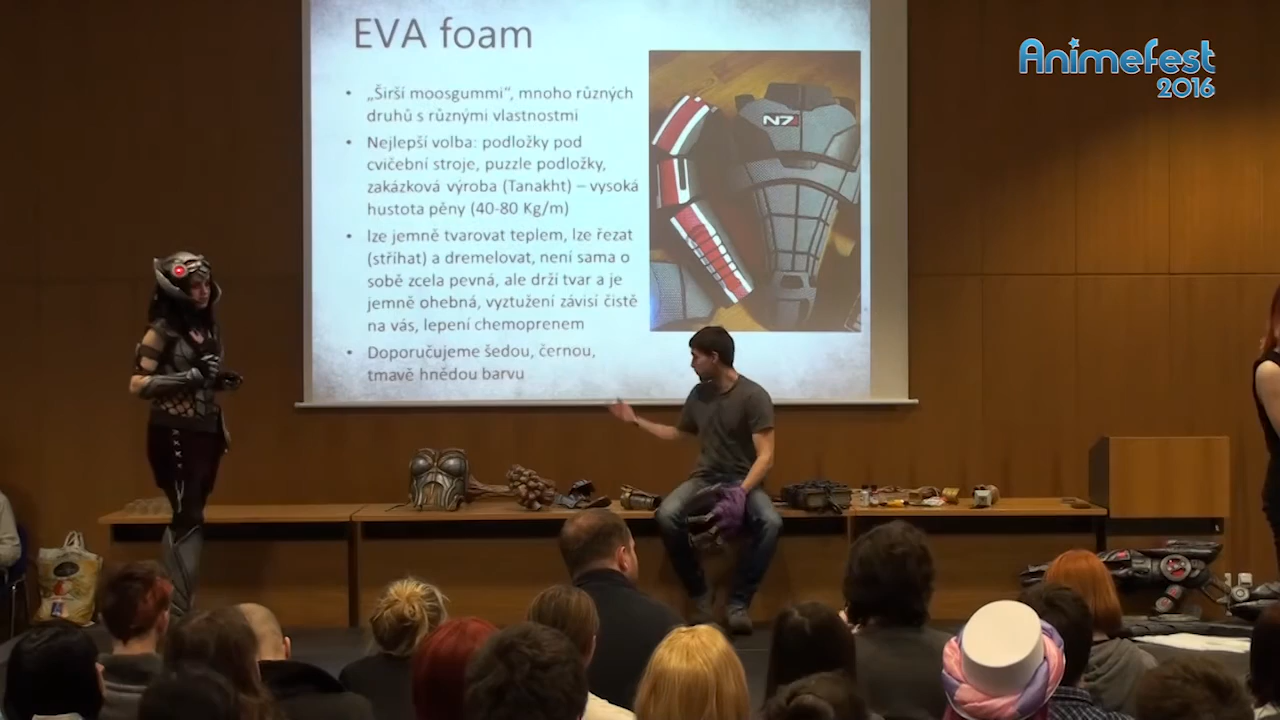 EVA foam
AnimeFest
2016
• „Širší moosgummi“, mnoho různých
druhů s různými vlastnostmi
• Nejlepší volba: podložky pod
cvičební stroje, puzzle podložky,
zakázková výroba (Tanakht) – vysoká
hustota pěny (40-80 Kg/m)
• lze jemně tvarovat teplem, lze řezat
(stříhat) a dremelovat, není sama o
sobě zcela pevná, ale drží tvar a je
jemně ohebná, vyztužení závisí čistě
na vás, lepení chemoprenem
• Doporučujeme šedou, černou,
tmavě hnědou barvu
N7